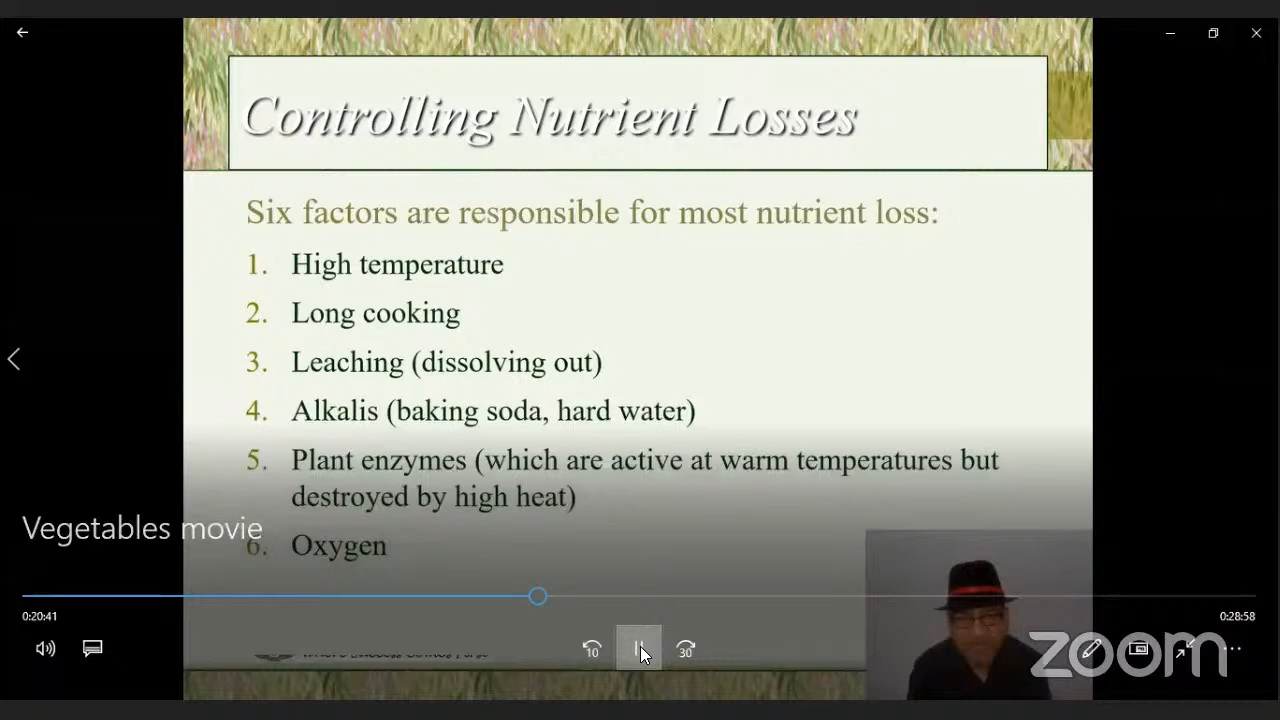 Controlling Nutrient Losses
Six factors are responsible for most nutrient loss:
1. High temperature
2. Long cooking
3. Leaching (dissolving out)
4. Alkalis (baking soda, hard water)
5. Plant enzymes (which are active at warm temperatures but
destroyed by high heat)
Vegetables movie
6. Oxygen
0:20:41
0:28:58
10
30
zoom